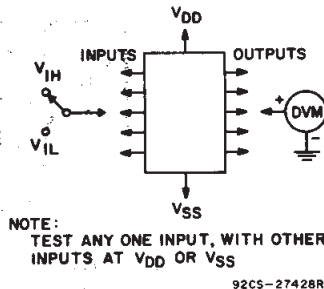 VDD
INPUTS
OUTPUTS
VIH
+
DVM
-
VIL
VSS
NOTE:
TEST ANY ONE INPUT, WITH OTHER
INPUTS AT VDD OR VSS
92CS-27428R